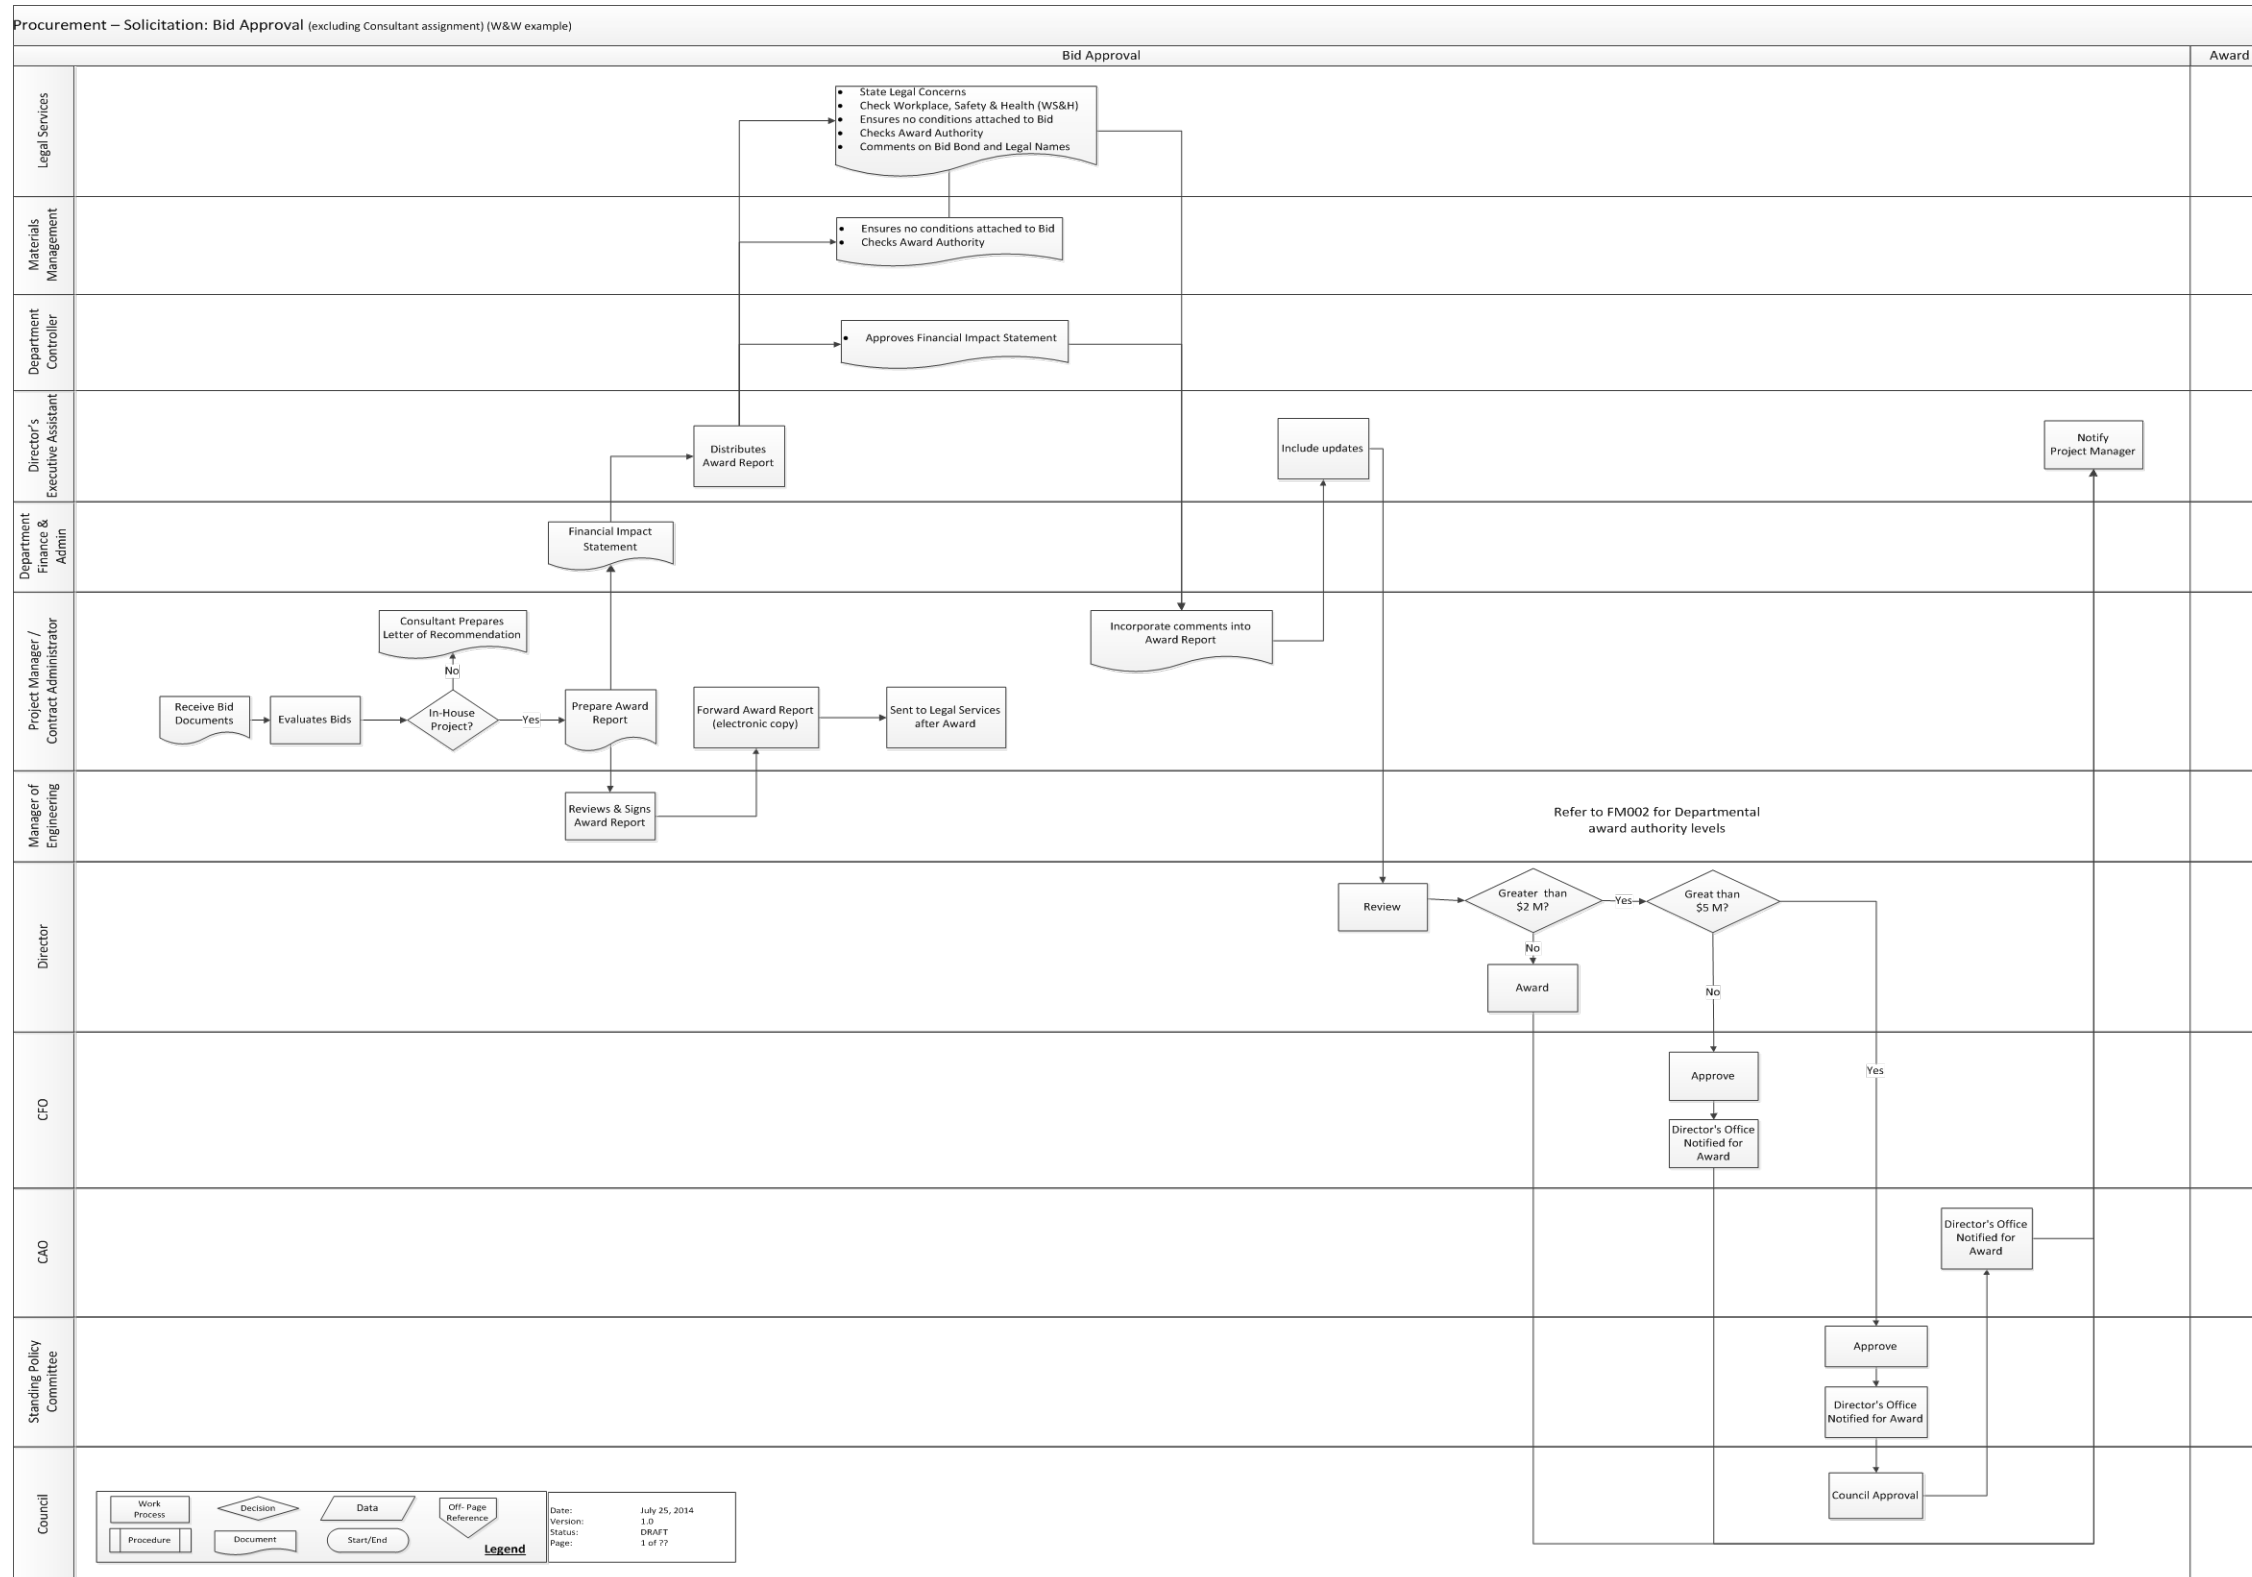 Procurement – Solicitation: Bid Approval (excluding Consultant assignment) (W&W example)
Bid Approval
Award
Legal Services
• State Legal Concerns
• Check Workplace, Safety & Health (WS&H)
• Ensures no conditions attached to Bid
• Checks Award Authority
• Comments on Bid Bond and Legal Names
Materials
Management
• Ensures no conditions attached to Bid
• Checks Award Authority
Department
Controller
• Approves Financial Impact Statement
Director's
Executive Assistant
Distributes
Award Report
Include updates
Notify
Project Manager
Department
Finance &
Admin
Financial Impact
Statement
Project Manager /
Contract Administrator
Receive Bid
Documents
Evaluates Bids
In-House
Project?
No
Consultant Prepares
Letter of Recommendation
Yes
Prepare Award
Report
Forward Award Report
(electronic copy)
Sent to Legal Services
after Award
Incorporate comments into
Award Report
Manager of
Engineering
Reviews & Signs
Award Report
Refer to FM002 for Departmental
award authority levels
Director
Review
Greater than
$2 M?
Yes
Great than
$5 M?
No
Award
No
CFO
Approve
Yes
Director's Office
Notified for
Award
CAO
Director's Office
Notified for
Award
Standing Policy
Committee
Approve
Director's Office
Notified for Award
Council
Council Approval
Work
Process
Decision
Data
Off- Page
Reference
Procedure
Document
Start/End
Legend
Date: July 25, 2014
Version: 1.0
Status: DRAFT
Page: 1 of ??